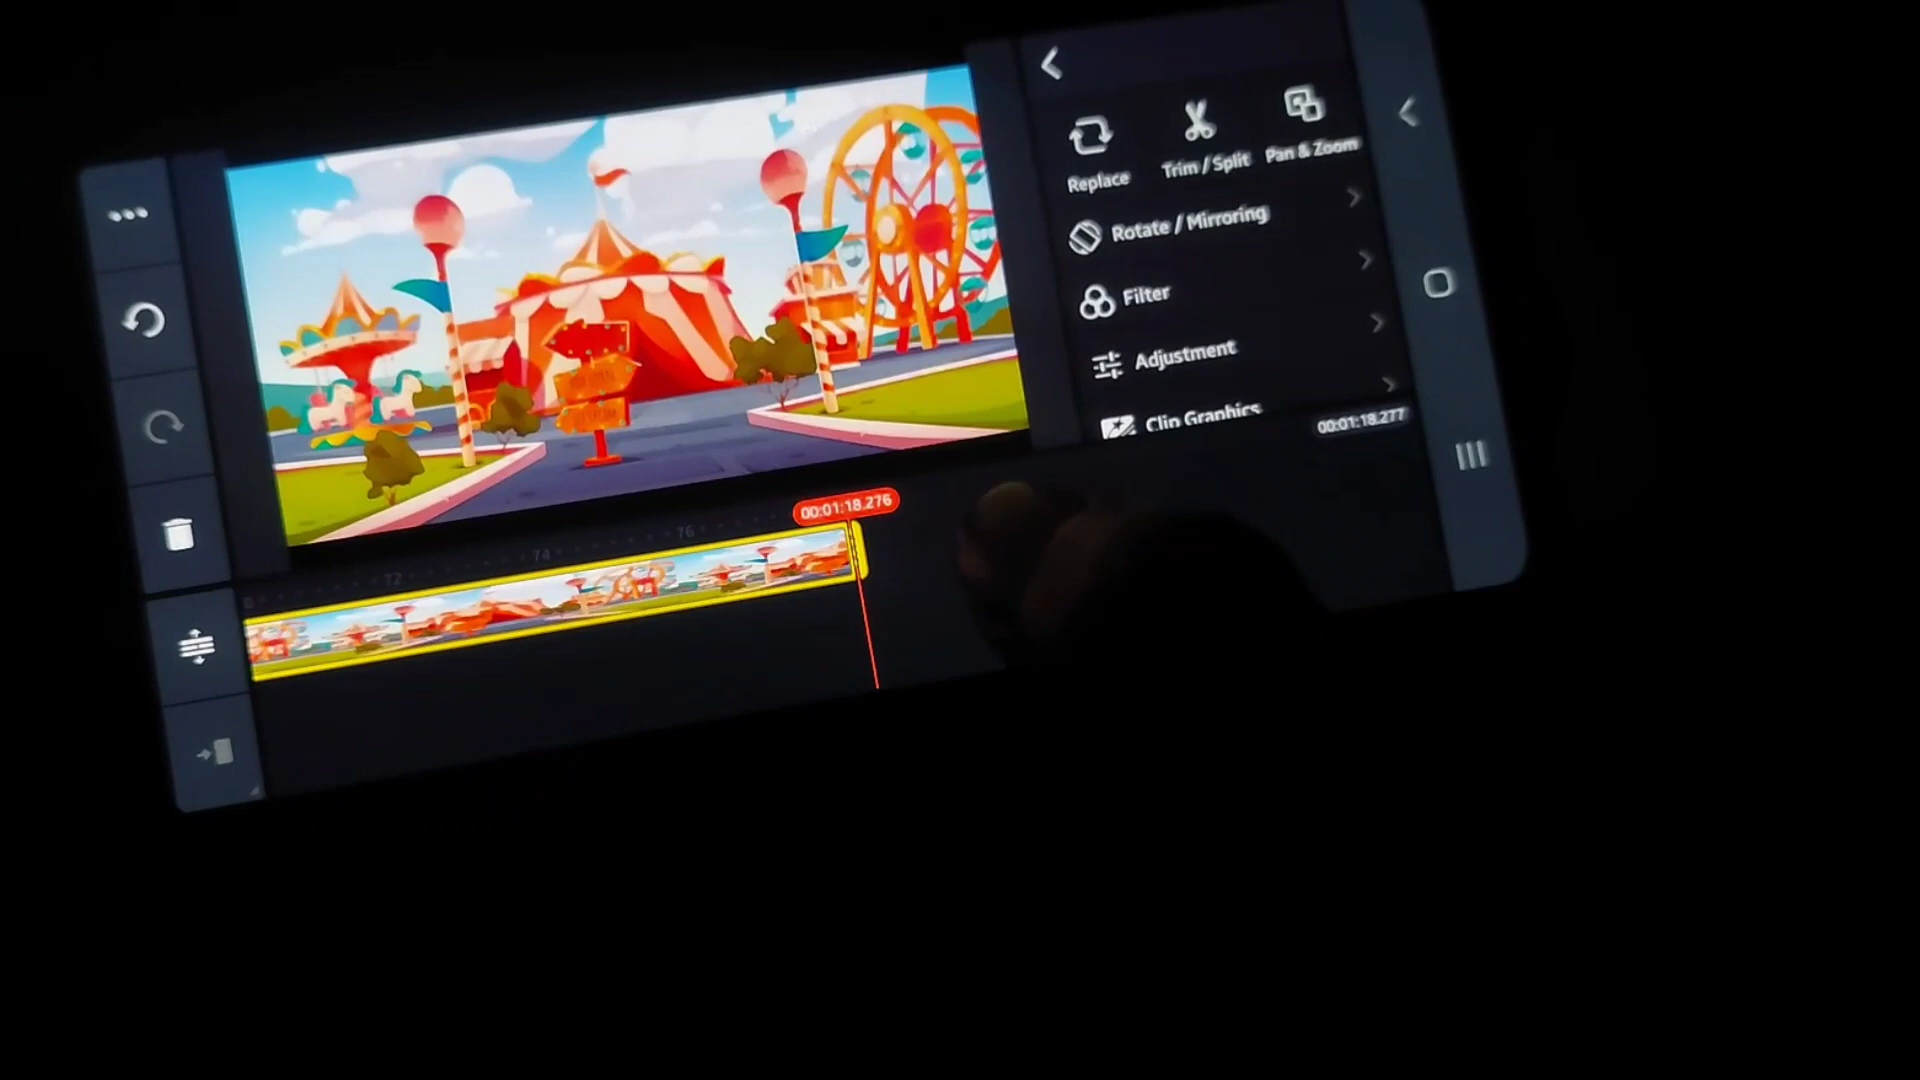 Replace
Trim / Split
Pan & Zoom
Rotate / Mirroring
Filter
Adjustment
Clip Graphics
00:01:18.277
00:01:18.276
72
74
76